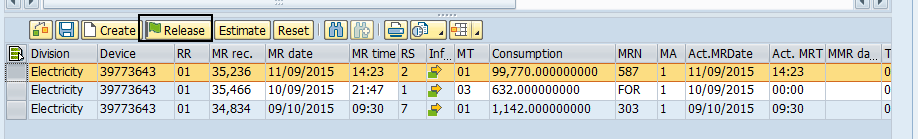 Create Release Estimate Reset
Division Device RR MR rec. MR date MR time RS Inf_ MT Consumption MRN MA Act.MRDate Act. MRT MMR da... T
Electricity 39773643 01 35,236 11/09/2015 14:23 2 01 99,770.000000000 587 1 11/09/2015 14:23 0
Electricity 39773643 01 35,466 10/09/2015 21:47 1 03 632.000000000 FOR 1 10/09/2015 00:00 0
Electricity 39773643 01 34,834 09/10/2015 09:30 7 01 1,142.000000000 303 1 09/10/2015 09:30 0